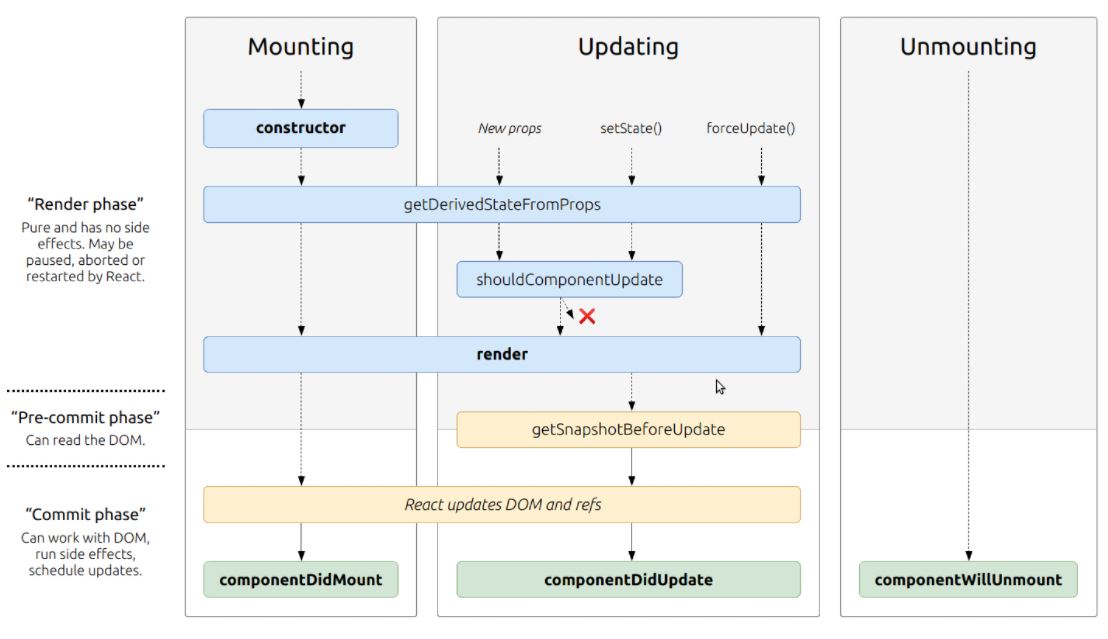 Mounting
Updating
Unmounting
constructor
New props
setState()
forceUpdate()
“Render phase”
Pure and has no side
effects. May be
paused, aborted or
restarted by React.
getDerivedStateFromProps
shouldComponentUpdate
render
“Pre-commit phase”
Can read the DOM.
getSnapshotBeforeUpdate
“Commit phase”
Can work with DOM,
run side effects,
schedule updates.
React updates DOM and refs
componentDidMount
componentDidUpdate
componentWillUnmount